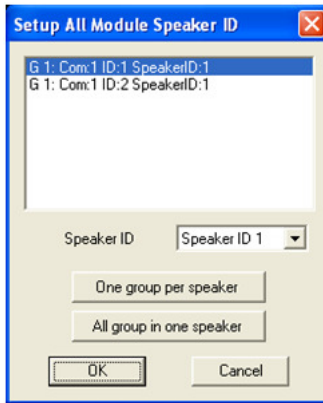 Setup All Module Speaker ID
G 1: Com:1 ID:1 SpeakerID:1
G 1: Com:1 ID:2 SpeakerID:1
Speaker ID Speaker ID 1
One group per speaker
All group in one speaker
OK Cancel